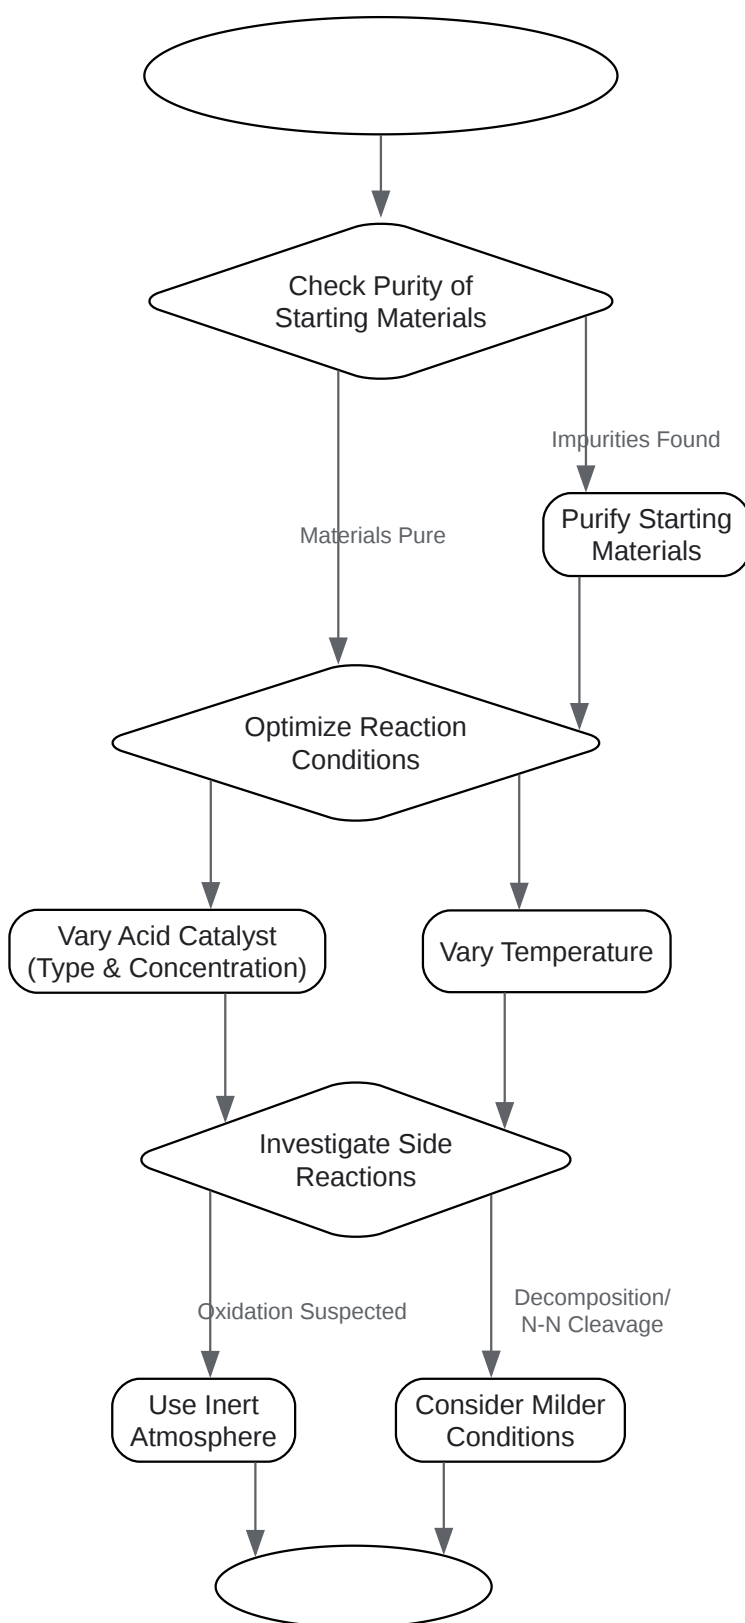 Check Purity of
Starting Materials
Impurities Found
Purify Starting
Materials
Materials Pure
Optimize Reaction
Conditions
Vary Acid Catalyst
(Type & Concentration)
Vary Temperature
Investigate Side
Reactions
Oxidation Suspected
Decomposition/
N-N Cleavage
Use Inert
Atmosphere
Consider Milder
Conditions